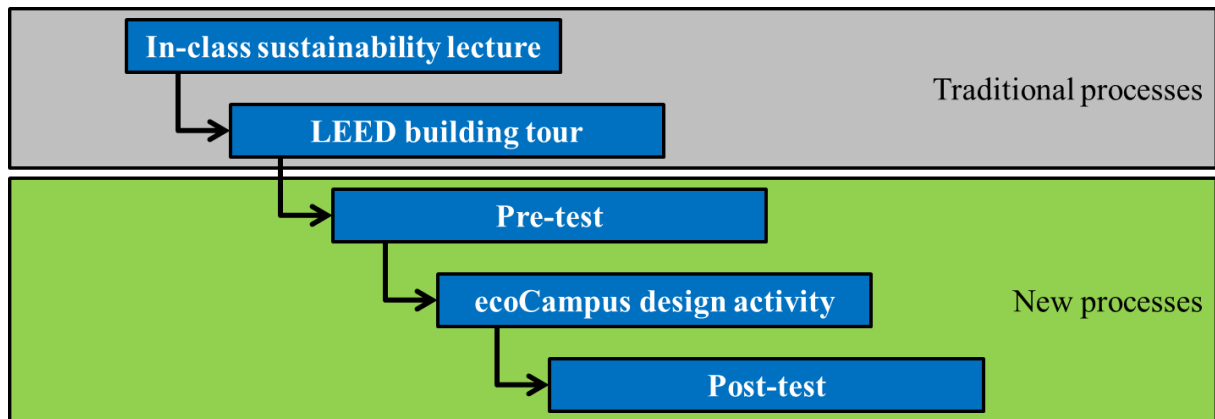 In-class sustainability lecture
Traditional processes
LEED building tour
Pre-test
ecoCampus design activity
New processes
Post-test